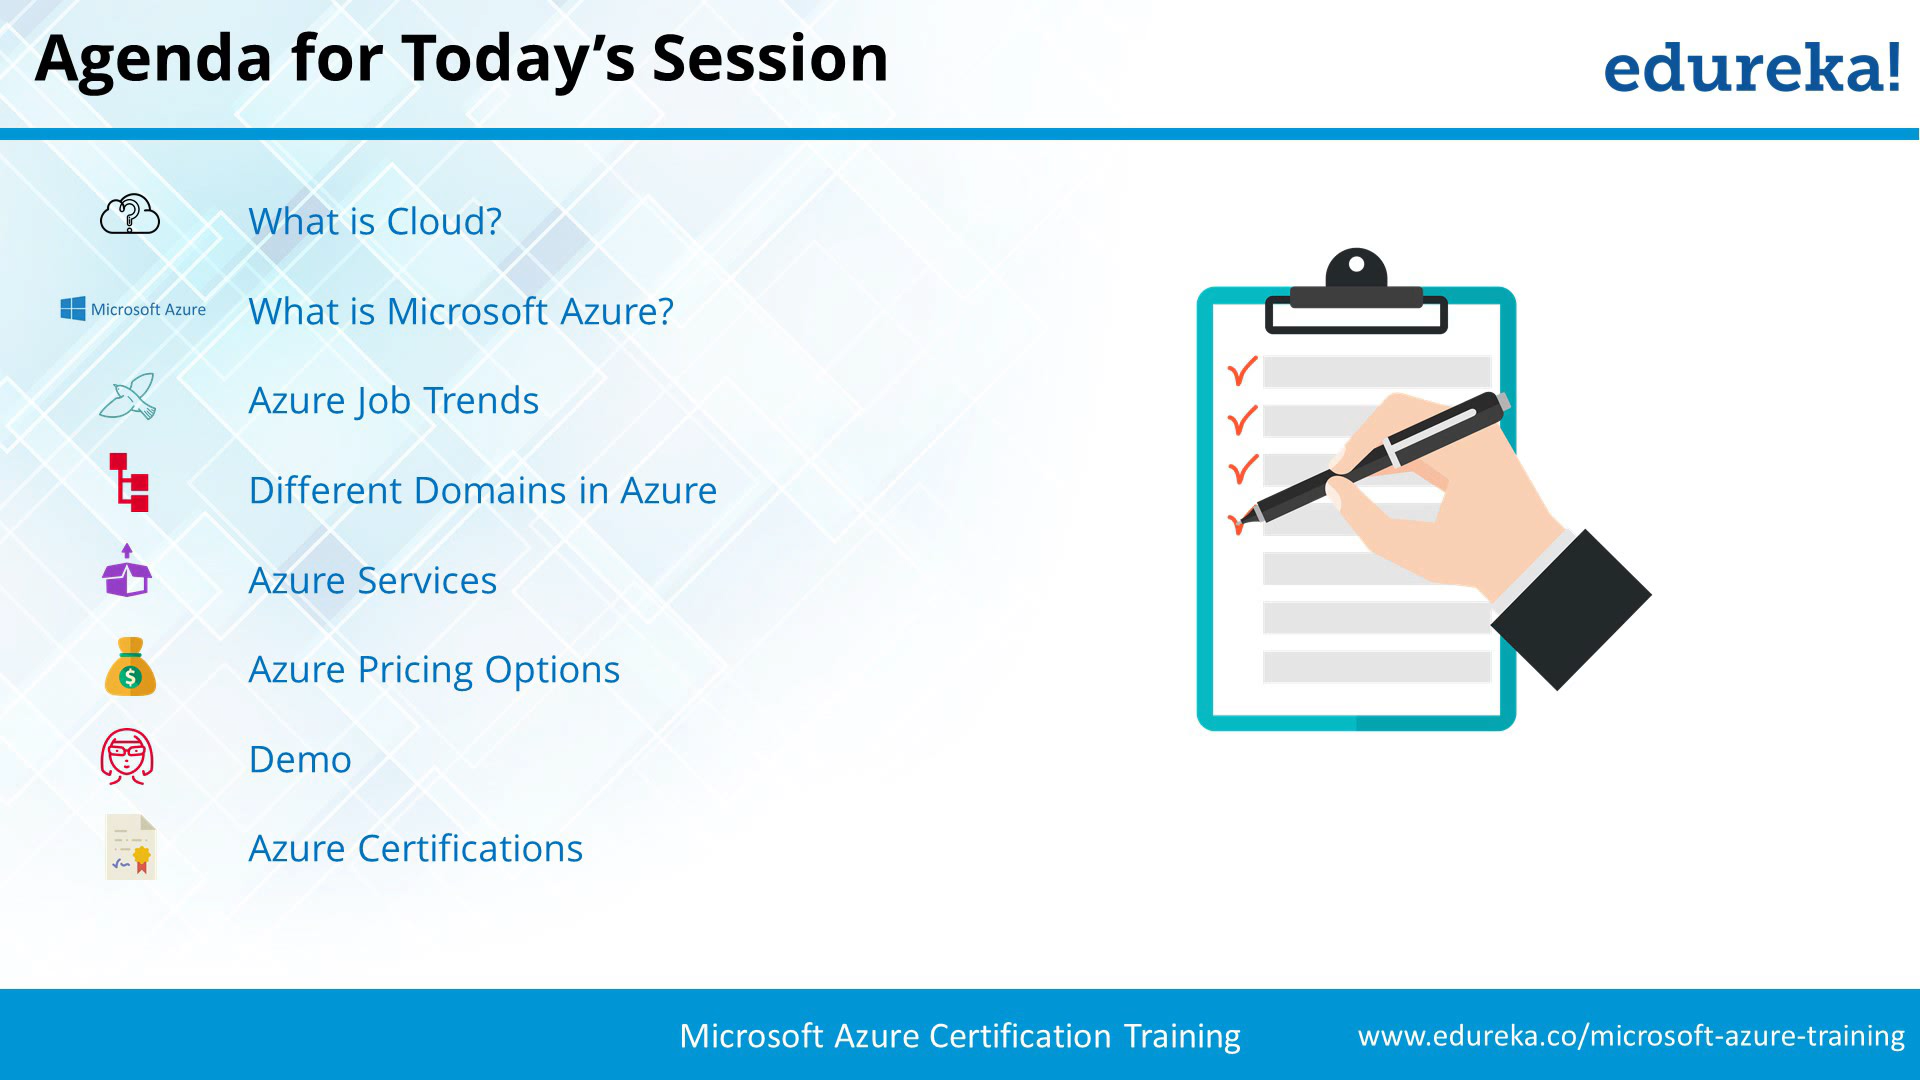 Agenda for Today’s Session
edureka!
What is Cloud?
Microsoft Azure
What is Microsoft Azure?
Azure Job Trends
Different Domains in Azure
Azure Services
$
Azure Pricing Options
Demo
Azure Certifications
Microsoft Azure Certification Training
www.edureka.co/microsoft-azure-training